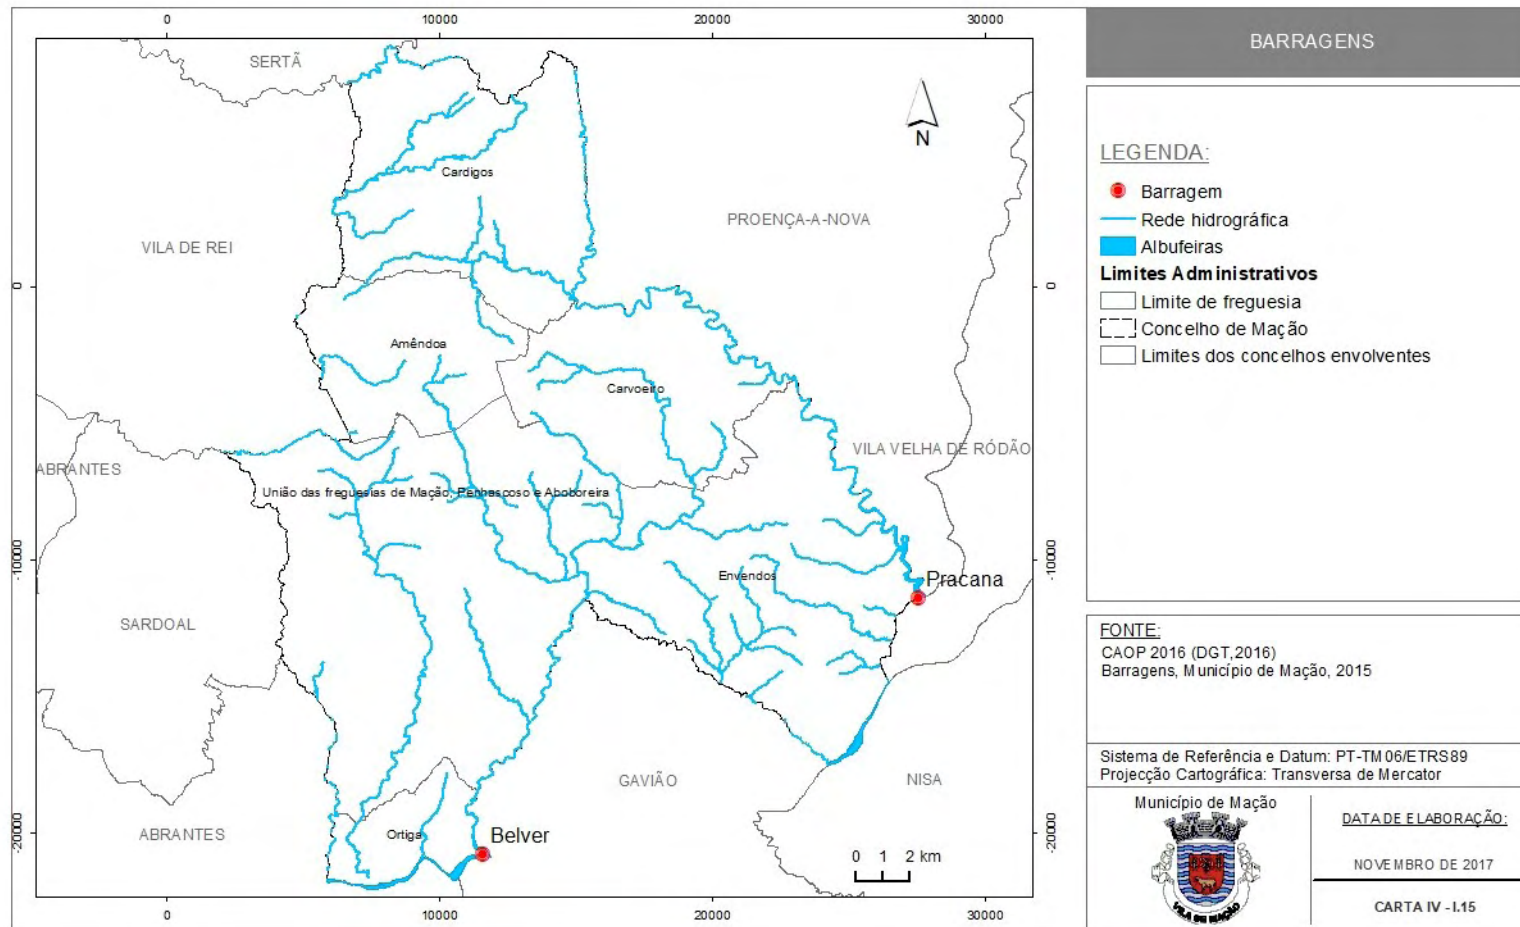 0 10000 20000 30000
BARRAGENS
SERTÃ
N
LEGENDA:
Cardigos
Barragem
PROENÇA-A-NOVA
Rede hidrográfica
VILA DE REI
Albufeiras
Limites Administrativos
0
0
Limite de freguesia
Concelho de Mação
Amêndoa
Limites dos concelhos envolventes
Carvoeiro
VILA VELHA DE RÓDÃO
ABRANTES
União das freguesias de Mação, Penhascoso e Aboboreira
-10000
-10000
Envendos
Pracana
SARDOAL
FONTE:
CAOP 2016 (DGT,2016)
Barragens, Município de Mação, 2015
Sistema de Referência e Datum: PT-TM06/ETRS89
Projecção Cartográfica: Transversa de Mercator
GAVIÃO
NISA
Município de Mação
ABRANTES
Ortiga
Belver
-20000
-20000
DATA DE ELABORAÇÃO:
0 1 2 km
NOVEMBRO DE 2017
VILA DE MAÇÃO
CARTA IV - I.15
0 10000 20000 30000